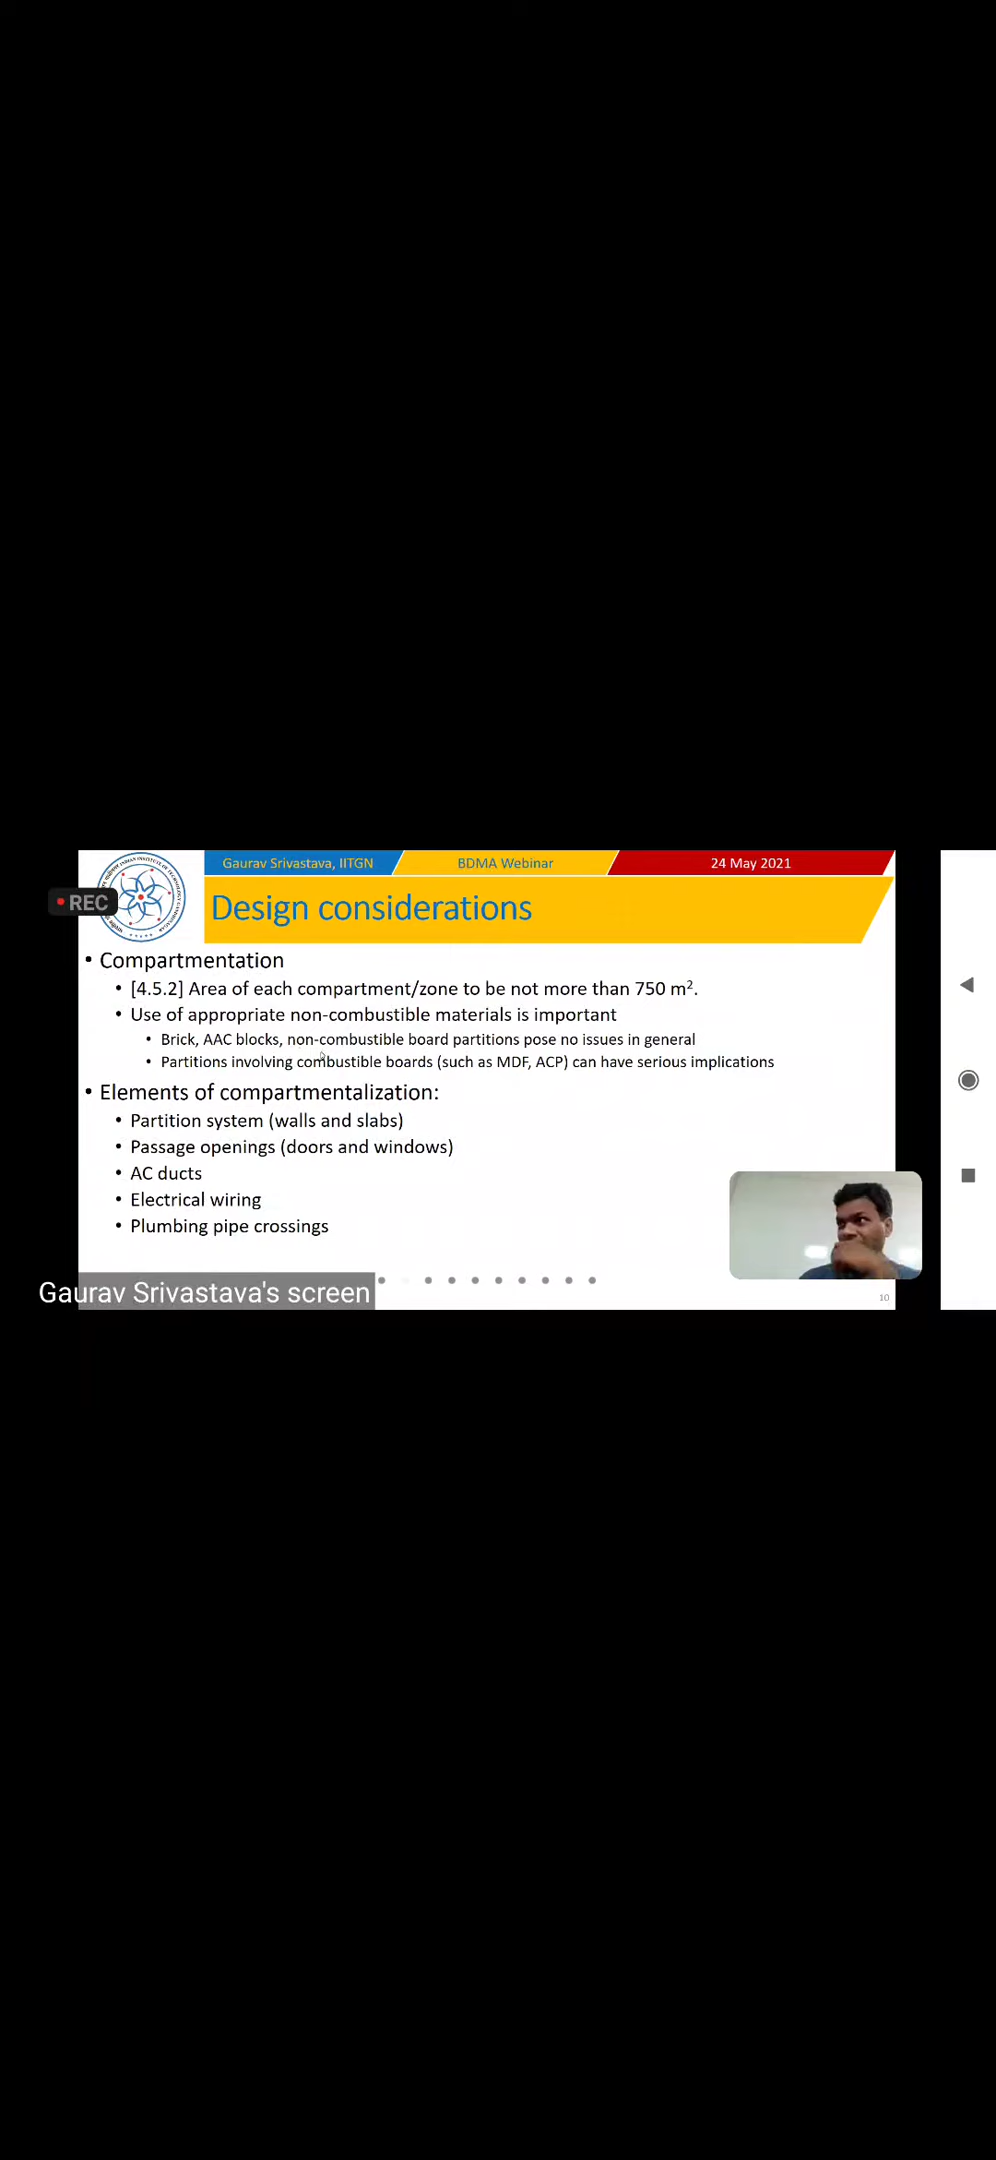 Gaurav Srivastava, IITGN
BDMA Webinar
24 May 2021
REC
Design considerations
• Compartmentation
• [4.5.2] Area of each compartment/zone to be not more than 750 m².
• Use of appropriate non-combustible materials is important
• Brick, AAC blocks, non-combustible board partitions pose no issues in general
• Partitions involving combustible boards (such as MDF, ACP) can have serious implications
• Elements of compartmentalization:
• Partition system (walls and slabs)
• Passage openings (doors and windows)
• AC ducts
• Electrical wiring
• Plumbing pipe crossings
Gaurav Srivastava's screen
10